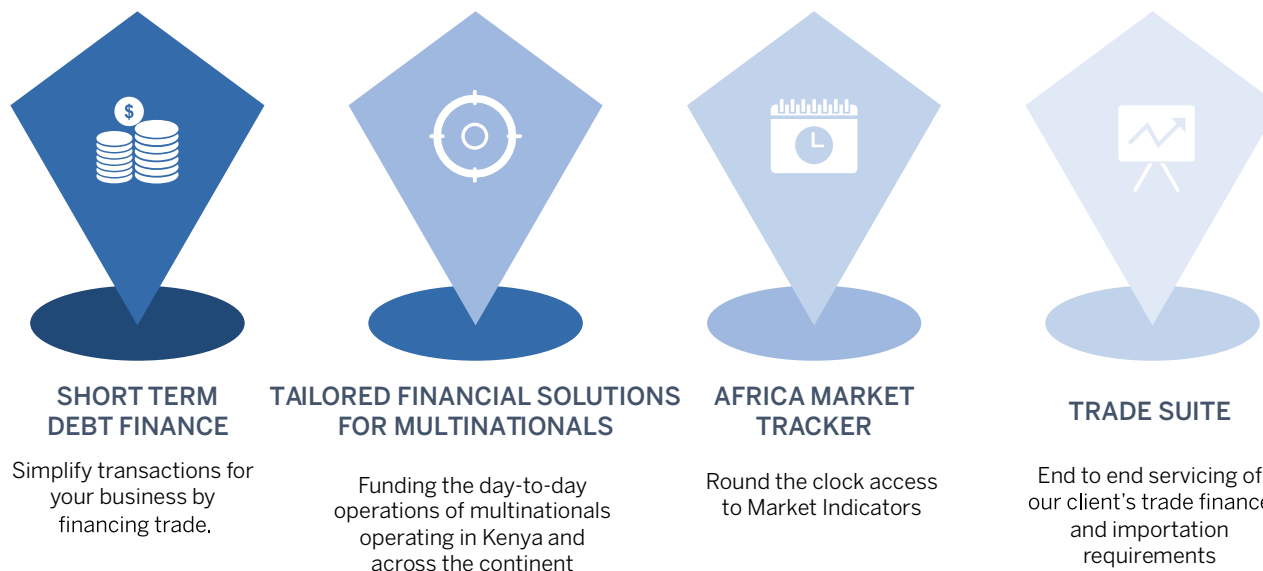 $
SHORT TERM
DEBT FINANCE
Simplify transactions for
your business by
financing trade.
TAILORED FINANCIAL SOLUTIONS
FOR MULTINATIONALS
Funding the day-to-day
operations of multinationals
operating in Kenya and
across the continent
AFRICA MARKET
TRACKER
Round the clock access
to Market Indicators
TRADE SUITE
End to end servicing of
our client's trade finance
and importation
requirements